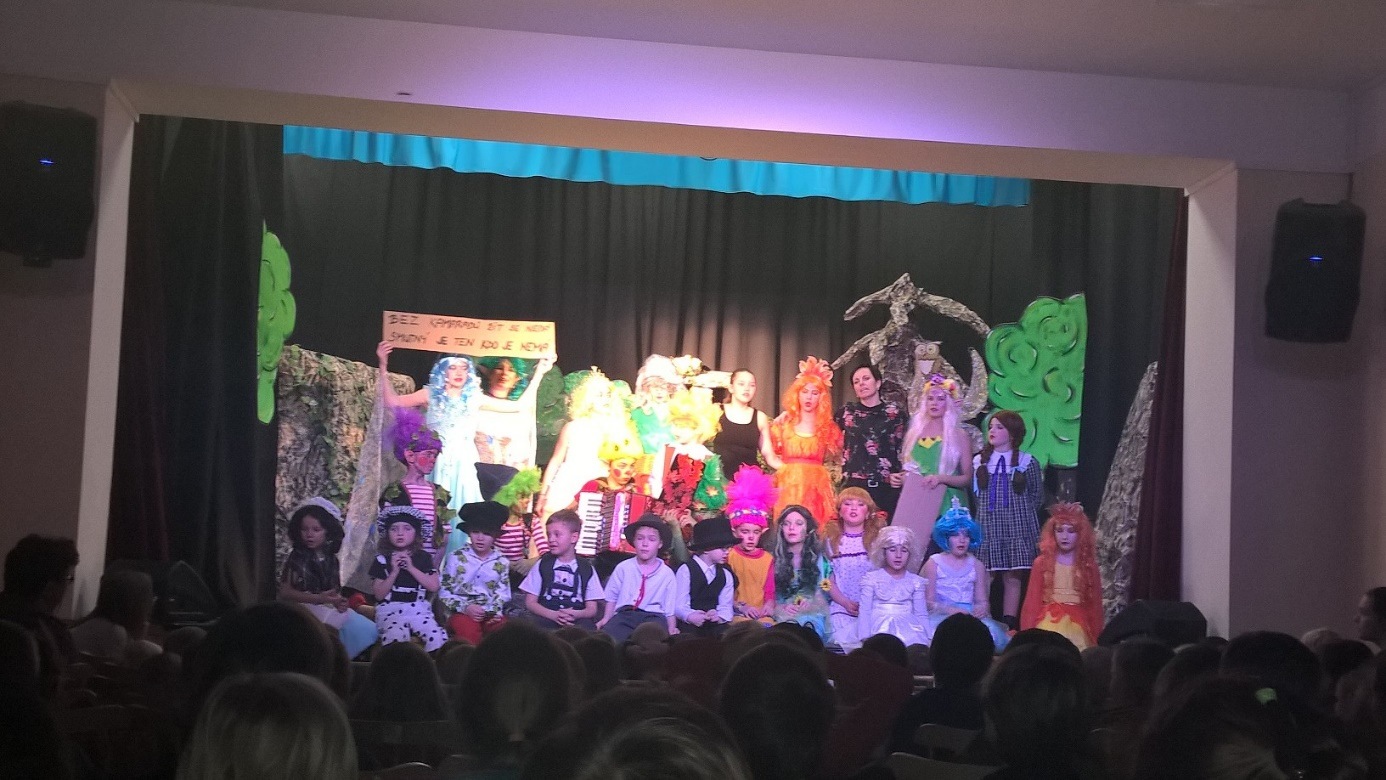 BEZ KAMARÁDŮ BÝT SE NEDÁ
SMUTNÝ JE TEN KDO JE NEMÁ